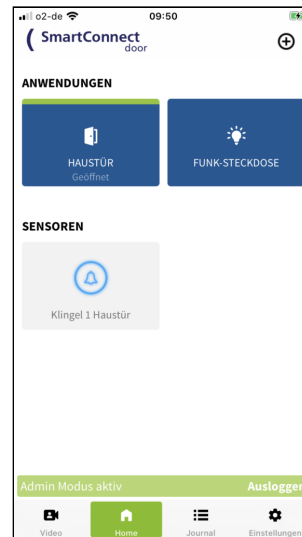 o2-de 09:50
SmartConnect
door
ANWENDUNGEN
HAUSTÜR
Geöffnet
FUNK-STECKDOSE
SENSOREN
Klingel 1 Haustür
Admin Modus aktiv Ausloggen
Video Home Journal Einstellungen